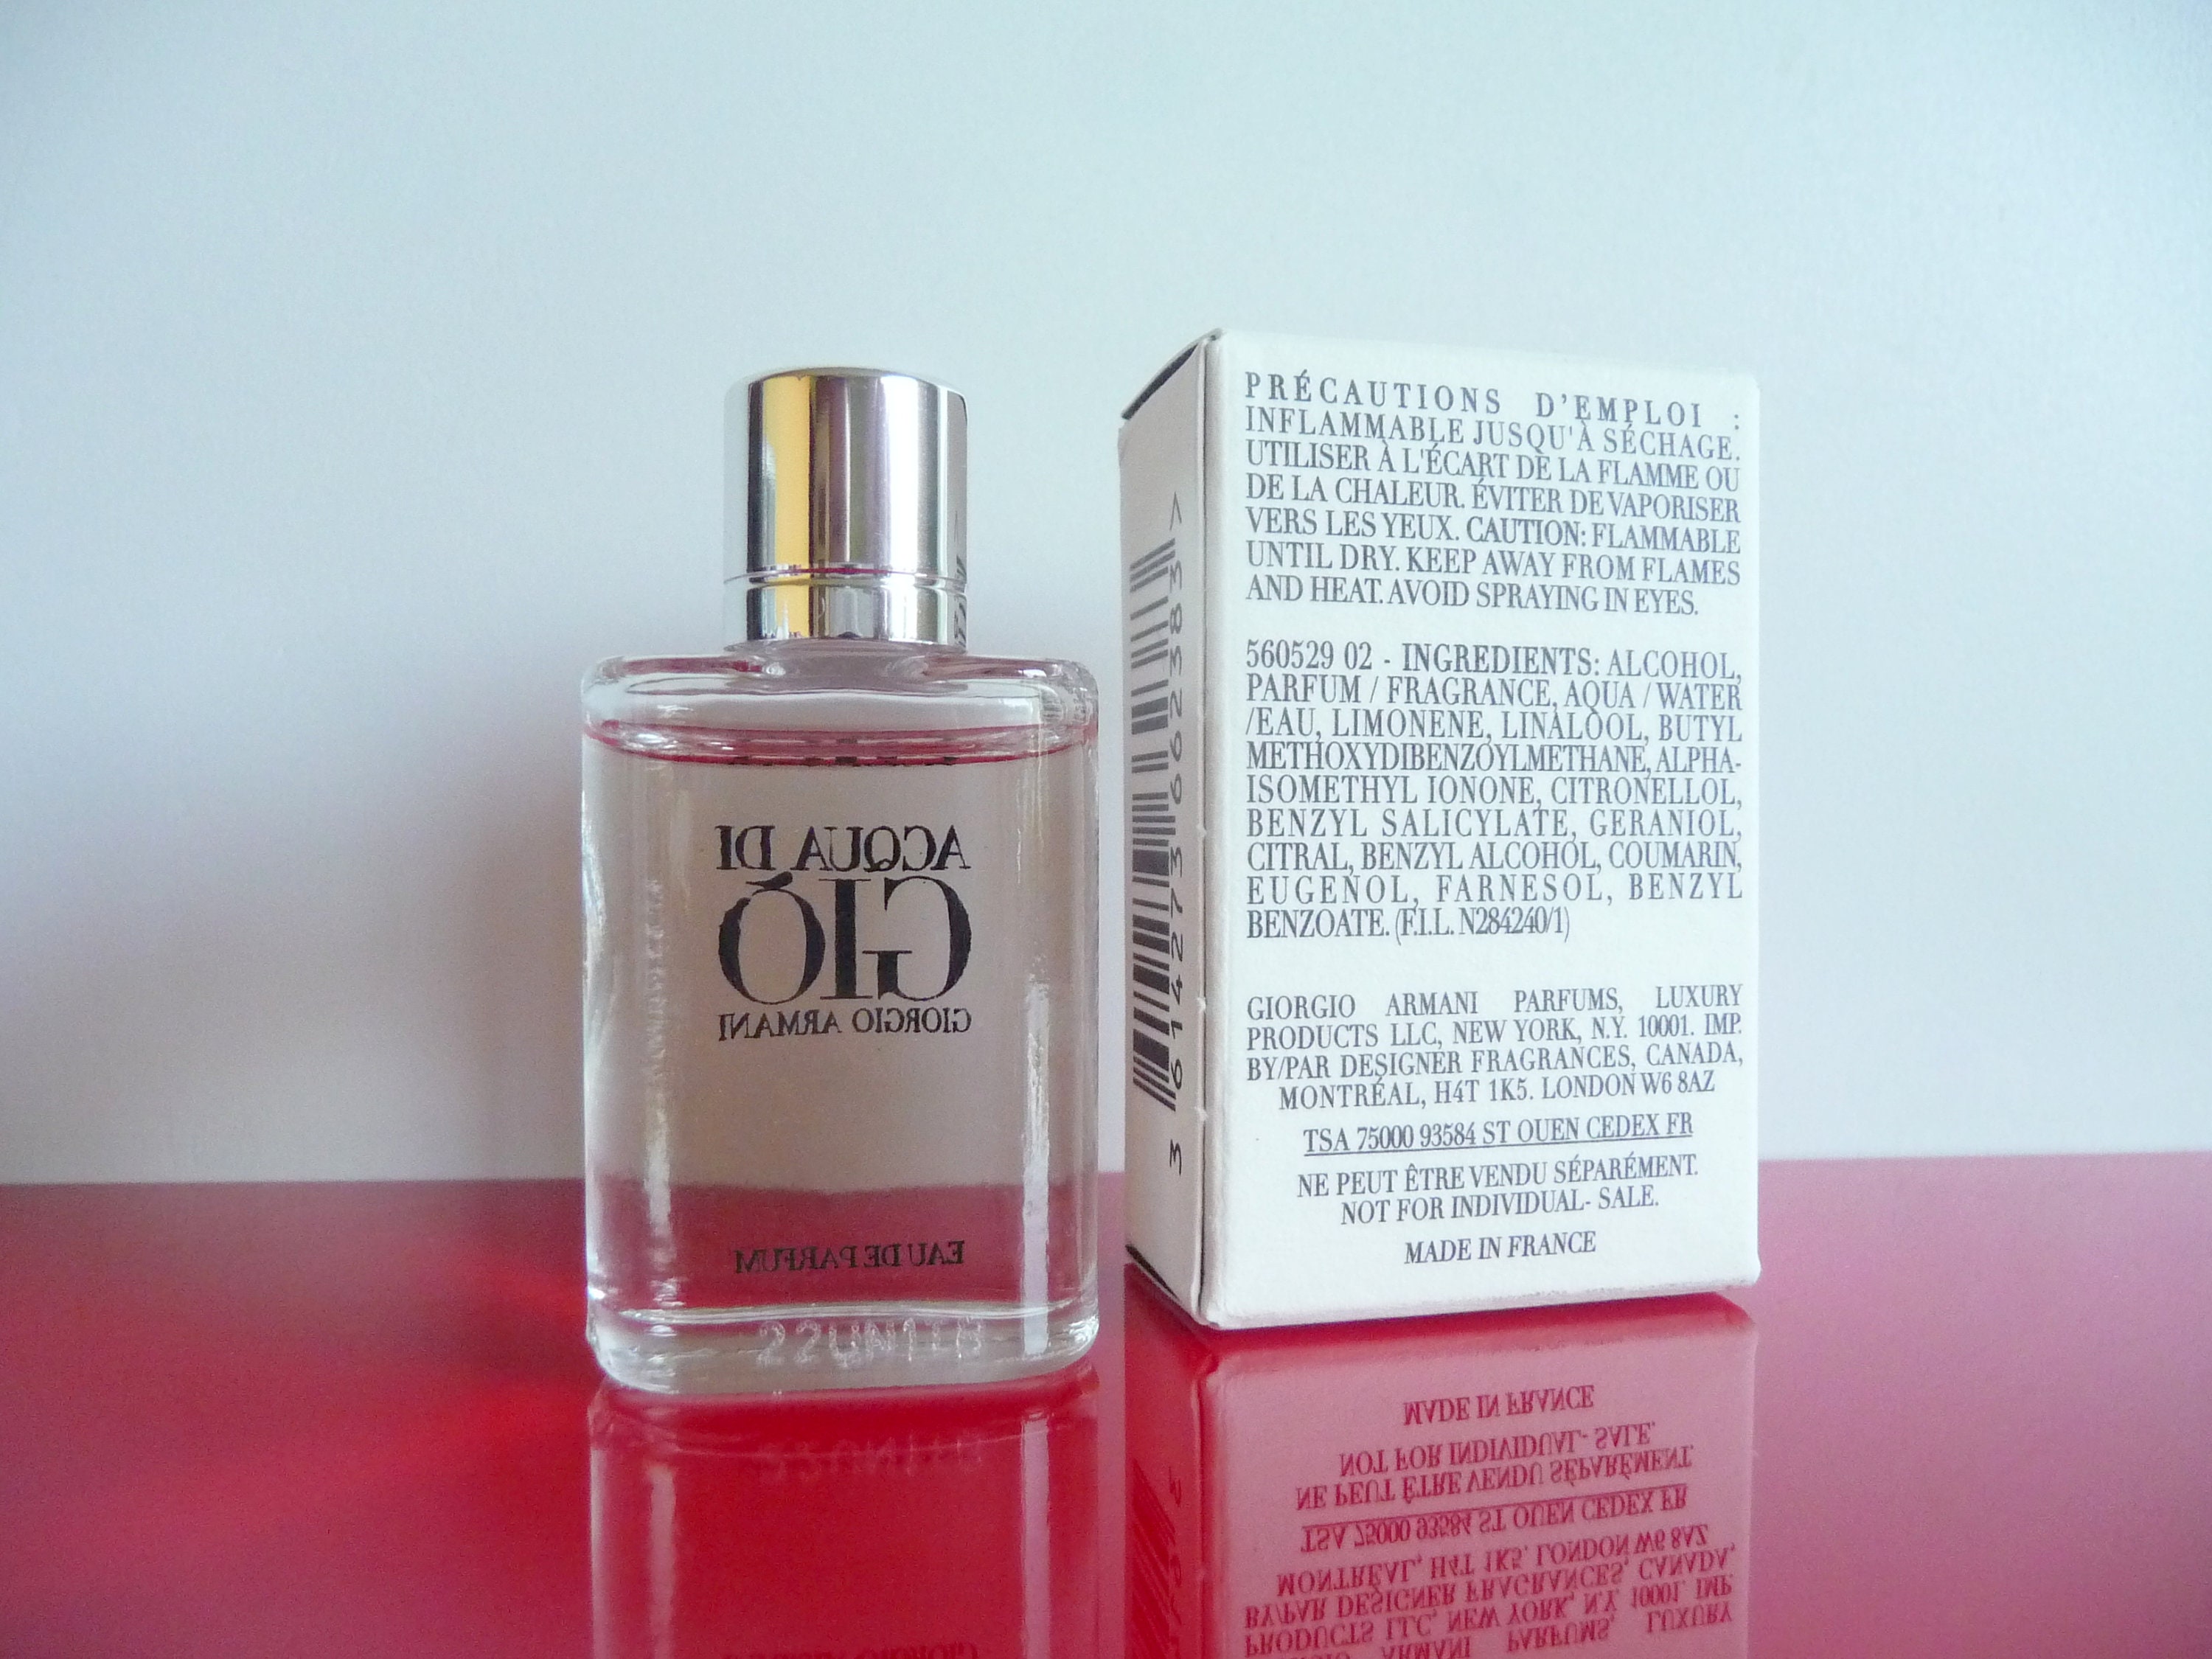 ACQUA DI
GIÒ
GIORGIO ARMANI
EAU DE PARFUM
22UN1TB
3 614273 662383 >
PRÉCAUTIONS D'EMPLOI :
INFLAMMABLE JUSQU'À SÉCHAGE.
UTILISER À L'ÉCART DE LA FLAMME OU
DE LA CHALEUR. ÉVITER DE VAPORISER
VERS LES YEUX. CAUTION: FLAMMABLE
UNTIL DRY. KEEP AWAY FROM FLAMES
AND HEAT. AVOID SPRAYING IN EYES.
560529 02 - INGREDIENTS: ALCOHOL,
PARFUM / FRAGRANCE, AQUA / WATER
/EAU, LIMONENE, LINALOOL, BUTYL
METHOXYDIBENZOYLMETHANE, ALPHA-
ISOMETHYL IONONE, CITRONELLOL,
BENZYL SALICYLATE, GERANIOL,
CITRAL, BENZYL ALCOHOL, COUMARIN,
EUGENOL, FARNESOL, BENZYL
BENZOATE. (F.I.L. N284240/1)
GIORGIO ARMANI PARFUMS, LUXURY
PRODUCTS LLC, NEW YORK, N.Y. 10001. IMP.
BY/PAR DESIGNER FRAGRANCES, CANADA,
MONTRÉAL, H4T 1K5. LONDON W6 8AZ
TSA 75000 93584 ST OUEN CEDEX FR
NE PEUT ÊTRE VENDU SÉPARÉMENT.
NOT FOR INDIVIDUAL- SALE.
MADE IN FRANCE